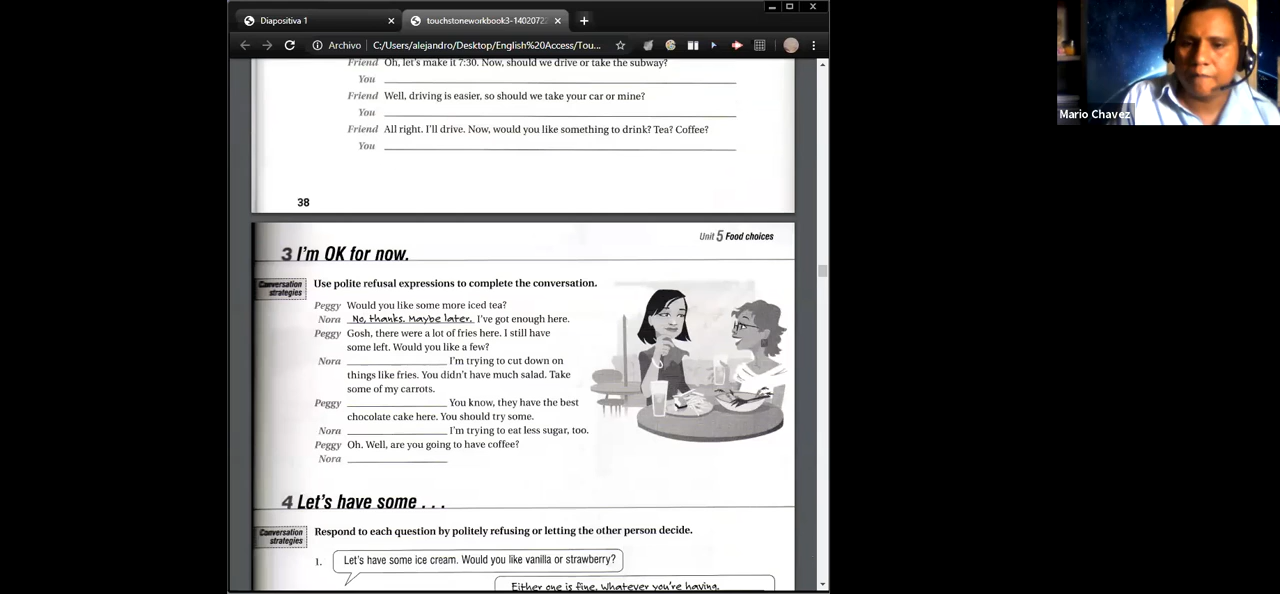 Diapositiva 1
touchstoneworkbook3-1402072
Archivo
C:/Users/alejandro/Desktop/English%20Access/Tou...
Friend Oh, let's make it 7:30. Now, should we drive or take the subway?
You
Friend Well, driving is easier, so should we take your car or mine?
You
Friend All right. I'll drive. Now, would you like something to drink? Tea? Coffee?
You
38
Unit 5 Food choices
3 I'm OK for now.
Conversation
strategies
Use polite refusal expressions to complete the conversation.
Peggy Would you like some more iced tea?
Nora No, thanks. Maybe later. I've got enough here.
Peggy Gosh, there were a lot of fries here. I still have
some left. Would you like a few?
Nora I'm trying to cut down on
things like fries. You didn't have much salad. Take
some of my carrots.
Peggy You know, they have the best
chocolate cake here. You should try some.
Nora I'm trying to eat less sugar, too.
Peggy Oh. Well, are you going to have coffee?
Nora
4 Let's have some . . .
Conversation
strategies
Respond to each question by politely refusing or letting the other person decide.
1. Let's have some ice cream. Would you like vanilla or strawberry?
Either one is fine. Whatever you're having.
Mario Chavez